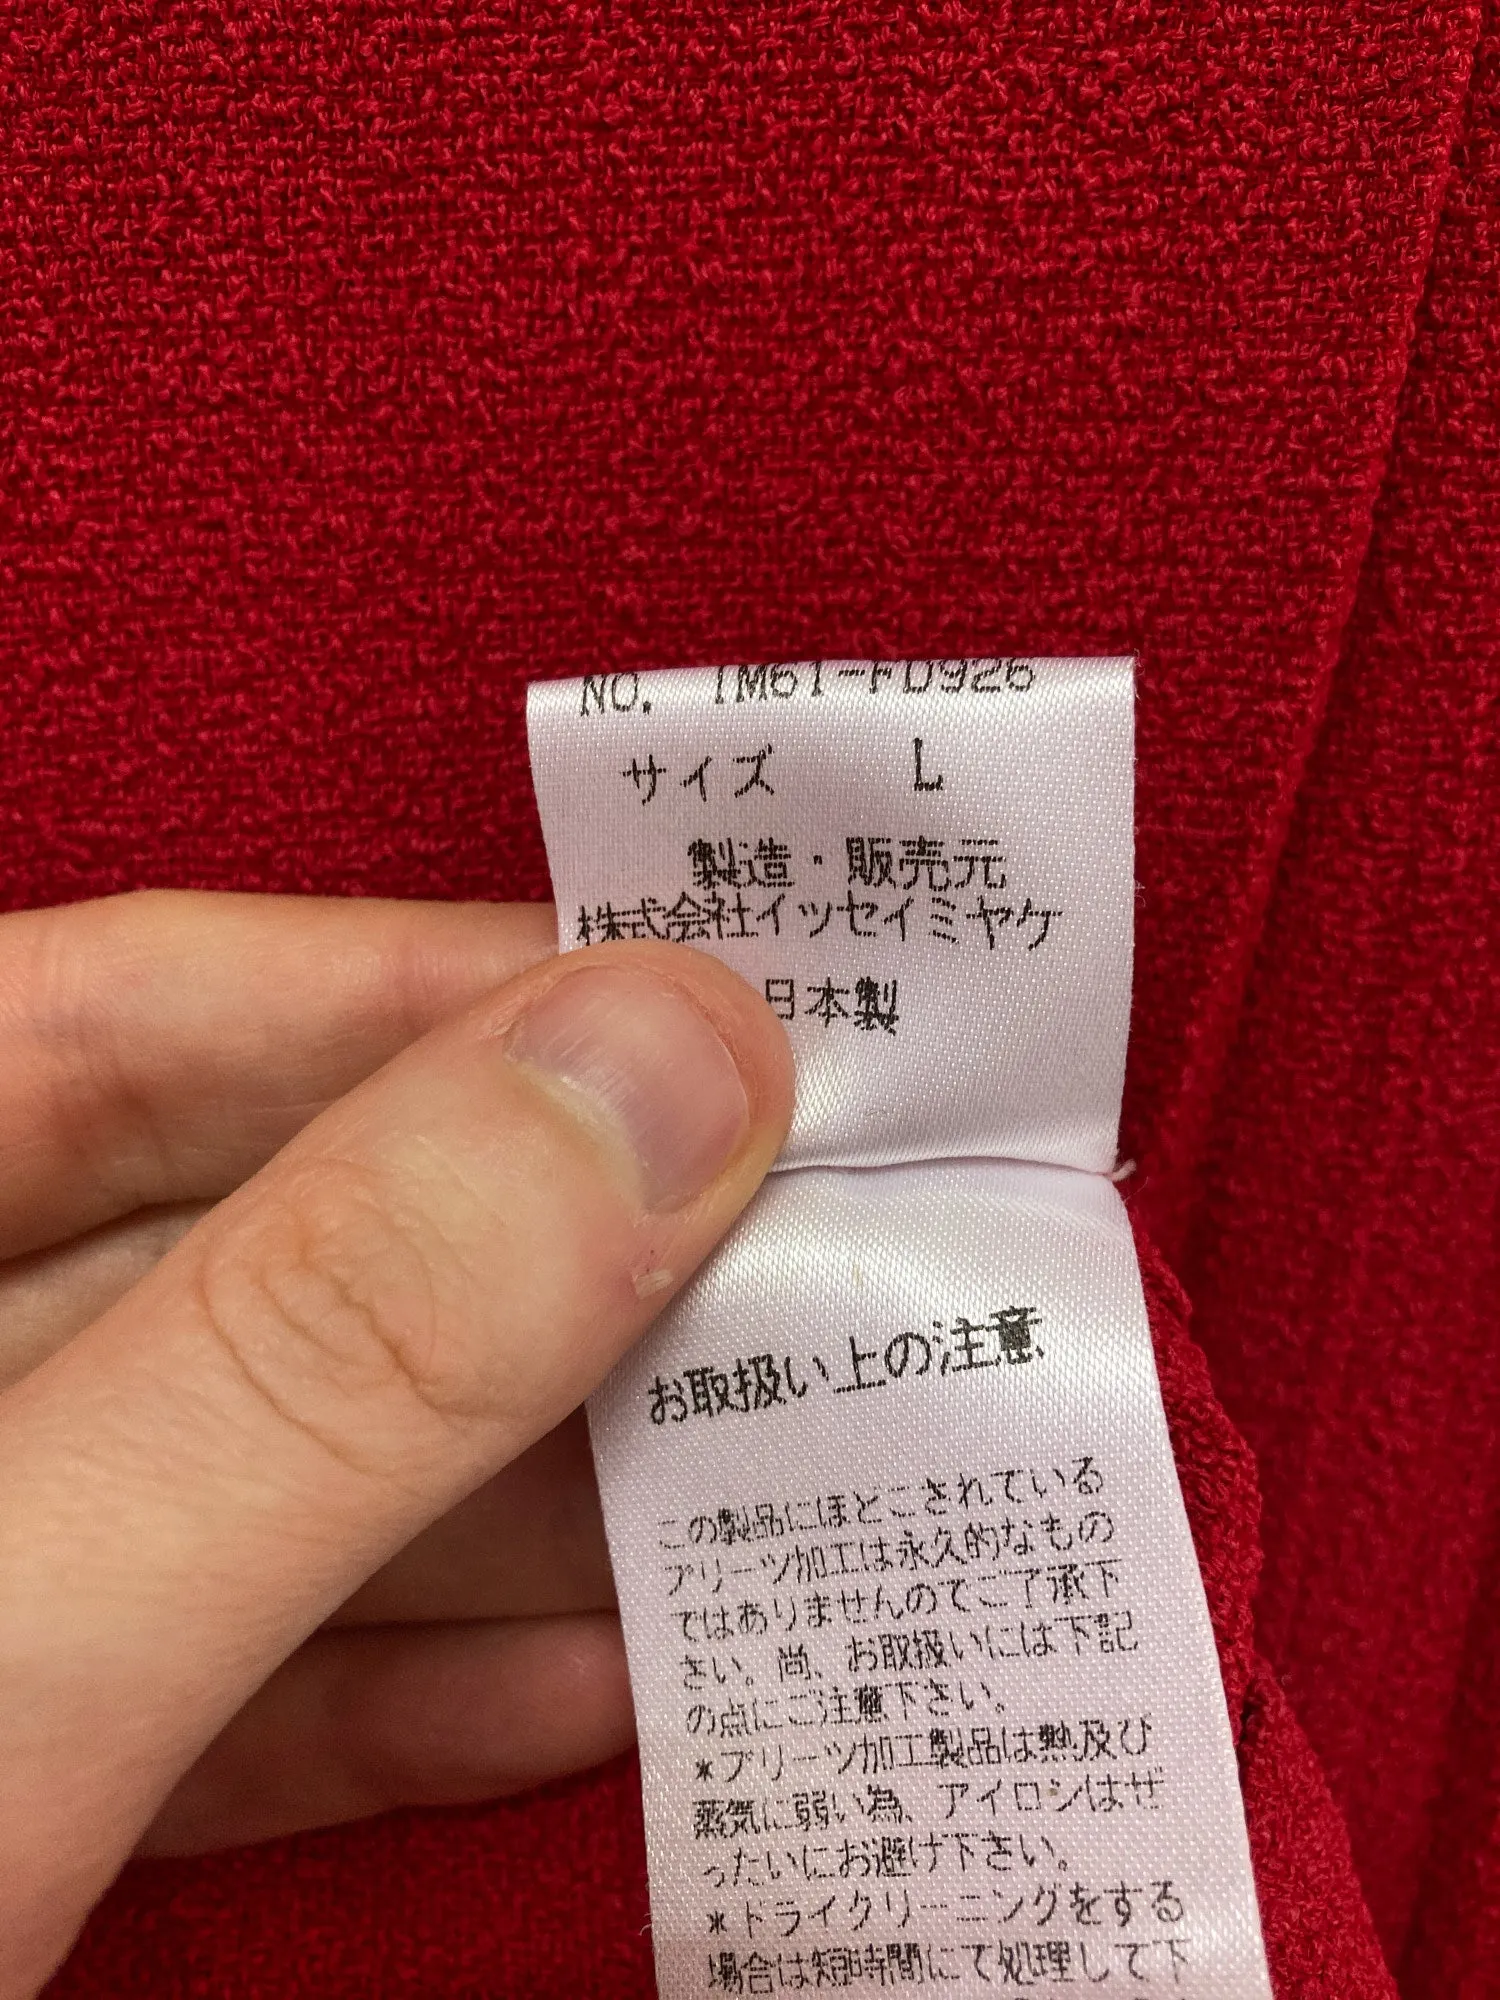 NO. IM61-FD926
サイズ L
製造・販売元
株式会社イッセイミヤケ
日本製
お取扱い上の注意
この製品にほどこされている
プリーツ加工は永久的なもの
ではありませんのでご了承下
さい。尚、お取扱いには下記
の点にご注意下さい。
*プリーツ加工製品は熱及び
蒸気に弱い為、アイロンはぜ
ったいにお避け下さい。
*ドライクリーニングをする
場合は短時間にて処理して下